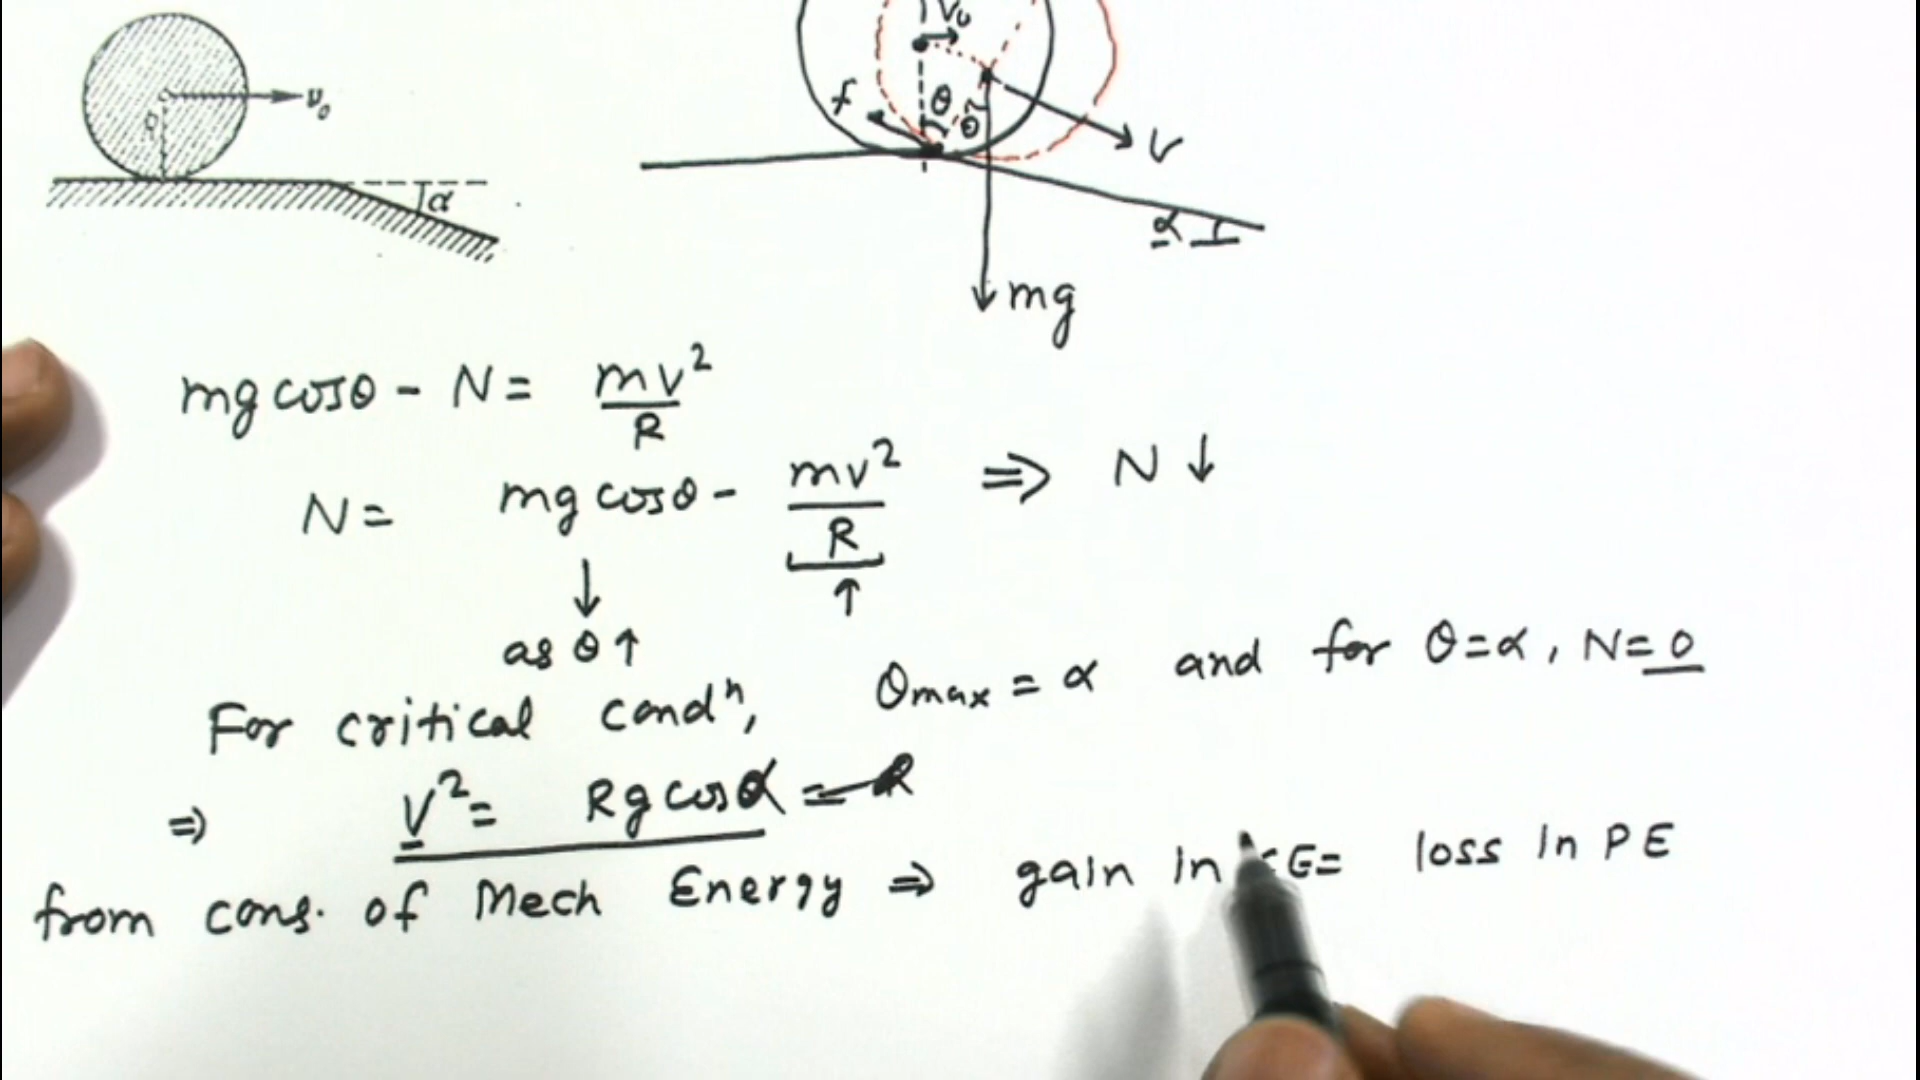 v₀
R
α
V₀
f
θ
θ
V
α
mg
mg cosθ - N = mv²/R
N = mg cosθ - mv²/R ⇒ N ↓
↓ ↑
as θ ↑
For critical condⁿ, θmax = α and for θ=α, N=0
⇒ V² = Rg cosα
from cons. of Mech Energy ⇒ gain in KE = loss in PE